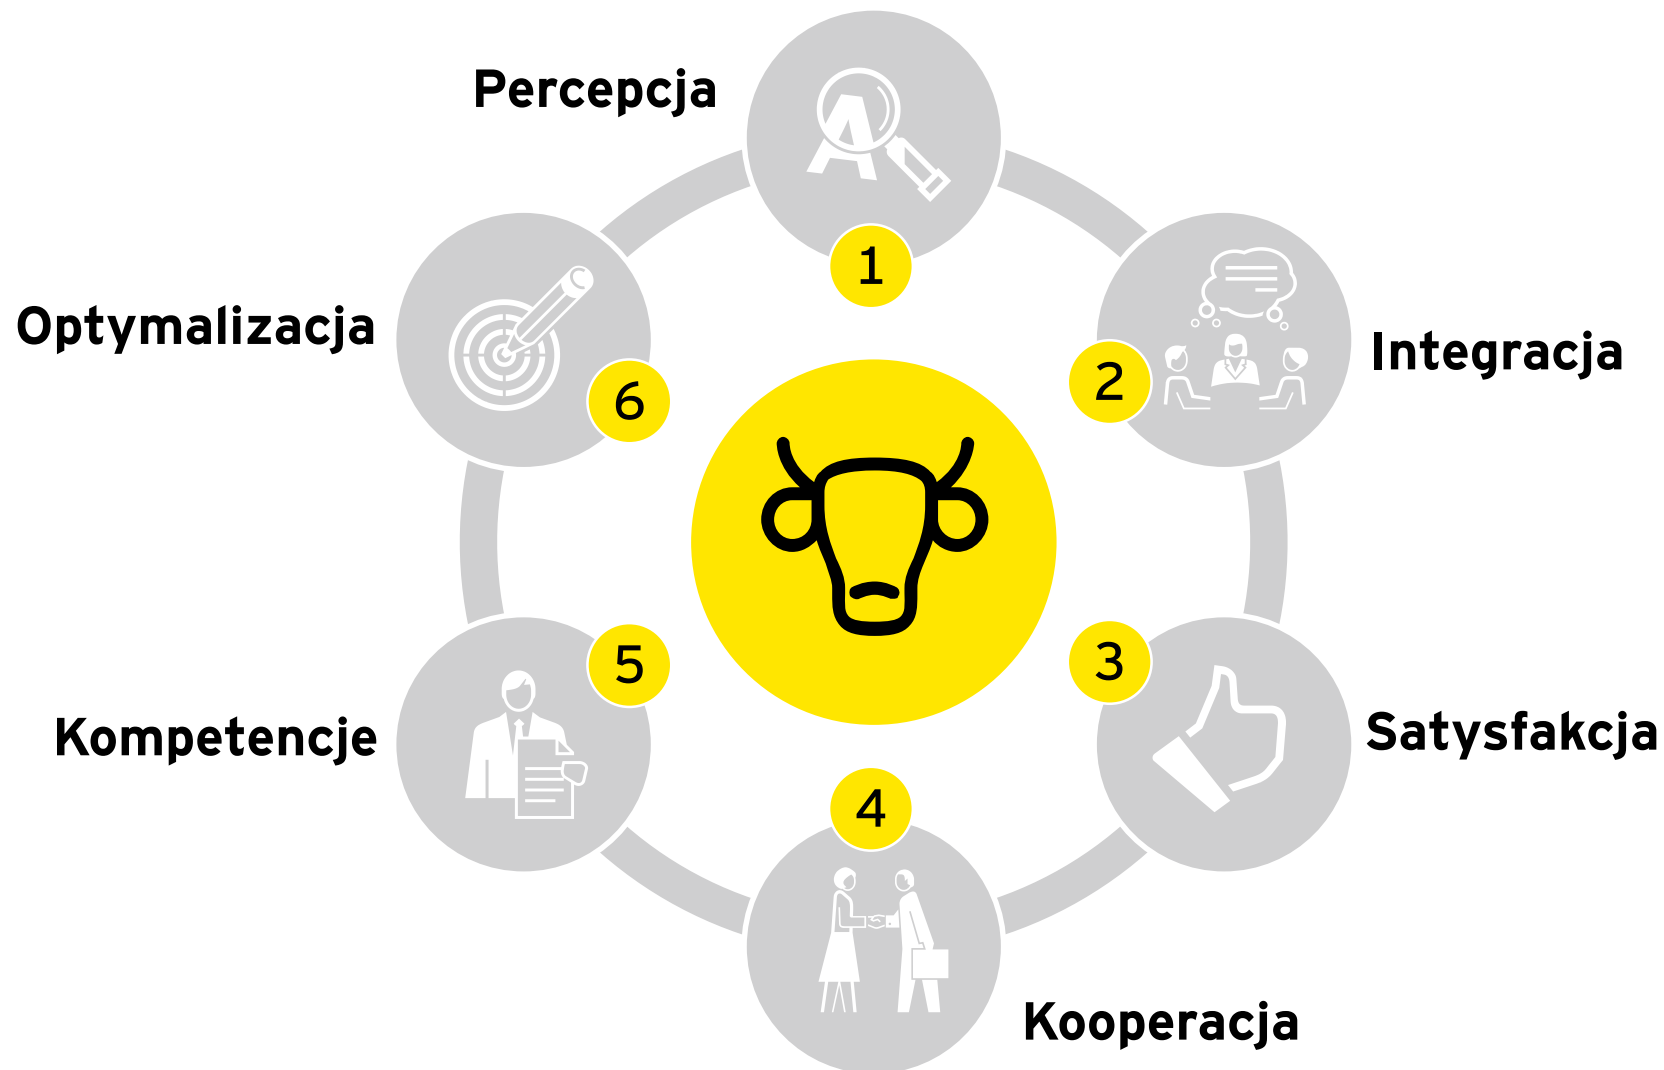 Percepcja
1
Integracja
2
Satysfakcja
3
Kooperacja
4
Kompetencje
5
Optymalizacja
6